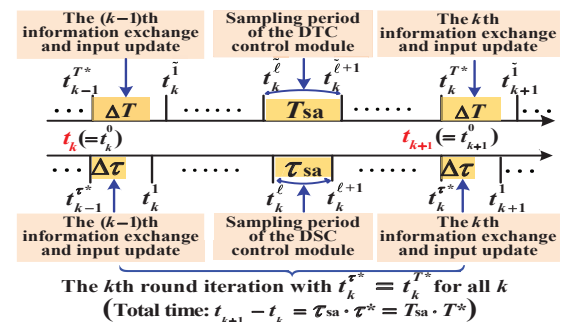 The (k−1)th information exchange and input update
Sampling period of the DTC control module
The kth information exchange and input update
t_{k−1}^{T*} t_k^{1̃} t_k^{ℓ̃} t_k^{ℓ̃+1} t_k^{T*} t_{k+1}^{1̃}
··· ΔT ······ Tsa ······ ΔT ···
t_k(=t_k^0) t_{k+1}(=t_{k+1}^0)
··· Δτ ······ τsa ······ Δτ ···
t_{k−1}^{τ*} t_k^1 t_k^ℓ t_k^{ℓ+1} t_k^{τ*} t_{k+1}^1
The (k−1)th information exchange and input update
Sampling period of the DSC control module
The kth information exchange and input update
The kth round iteration with t_k^{τ*} = t_k^{T*} for all k
(Total time: t_{k+1} − t_k = τsa · τ* = Tsa · T*)